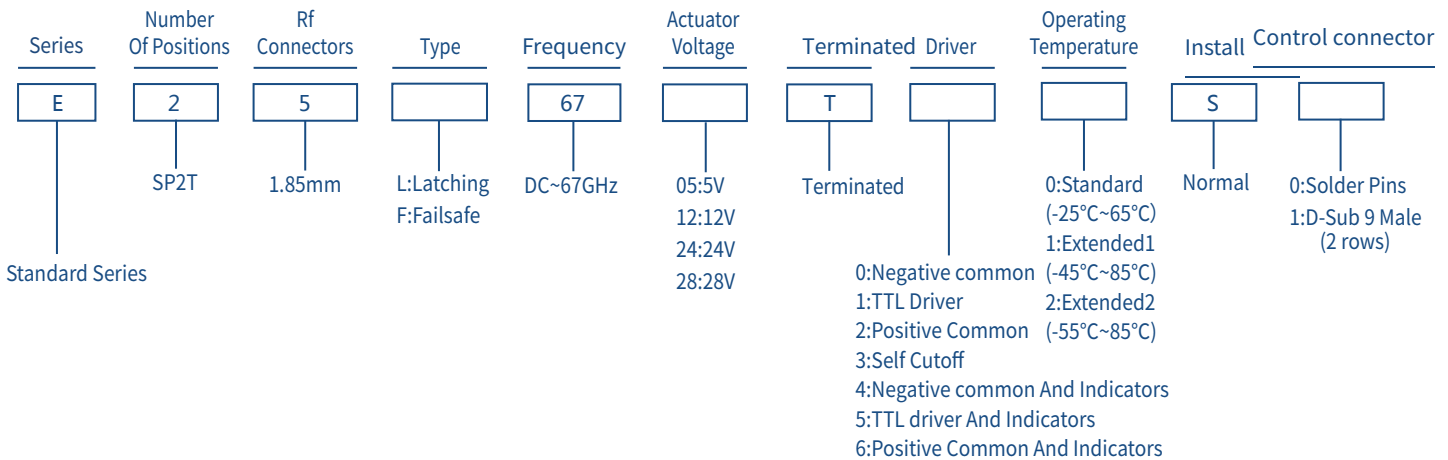 Series
Number
Of Positions
Rf
Connectors
Type
Frequency
Actuator
Voltage
Terminated
Driver
Operating
Temperature
Install
Control connector
E
2
5
67
T
S
Standard Series
SP2T
1.85mm
L:Latching
F:Failsafe
DC~67GHz
05:5V
12:12V
24:24V
28:28V
Terminated
0:Negative common
1:TTL Driver
2:Positive Common
3:Self Cutoff
4:Negative common And Indicators
5:TTL driver And Indicators
6:Positive Common And Indicators
0:Standard
(-25°C~65°C)
1:Extended1
(-45°C~85°C)
2:Extended2
(-55°C~85°C)
Normal
0:Solder Pins
1:D-Sub 9 Male
(2 rows)